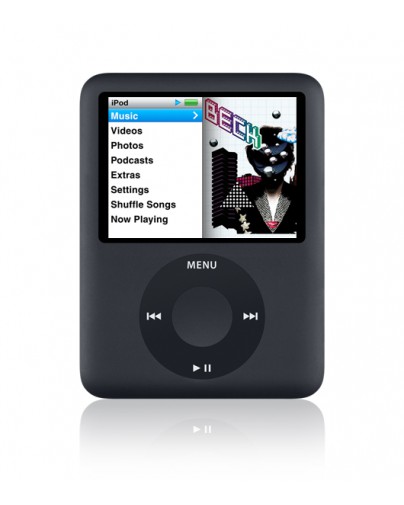 iPod
Music
Videos
Photos
Podcasts
Extras
Settings
Shuffle Songs
Now Playing
BECK
MENU